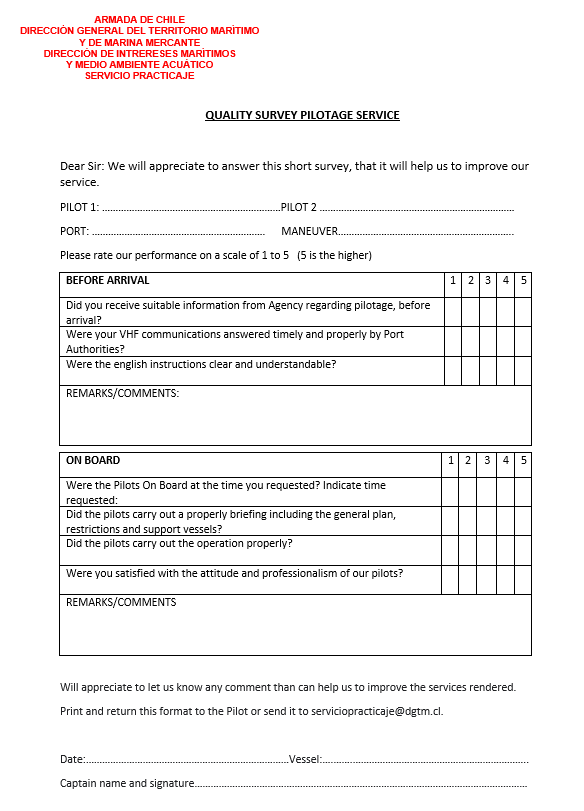 ARMADA DE CHILE
DIRECCIÓN GENERAL DEL TERRITORIO MARÍTIMO
Y DE MARINA MERCANTE
DIRECCIÓN DE INTRERESES MARÍTIMOS
Y MEDIO AMBIENTE ACUÁTICO
SERVICIO PRACTICAJE
QUALITY SURVEY PILOTAGE SERVICE
Dear Sir: We will appreciate to answer this short survey, that it will help us to improve our
service.
PILOT 1: ..................................................................PILOT 2 ........................................................................
PORT: ................................................................ MANEUVER.................................................................
Please rate our performance on a scale of 1 to 5 (5 is the higher)
BEFORE ARRIVAL 1 2 3 4 5
Did you receive suitable information from Agency regarding pilotage, before
arrival?
Were your VHF communications answered timely and properly by Port
Authorities?
Were the english instructions clear and understandable?
REMARKS/COMMENTS:
ON BOARD 1 2 3 4 5
Were the Pilots On Board at the time you requested? Indicate time
requested:
Did the pilots carry out a properly briefing including the general plan,
restrictions and support vessels?
Did the pilots carry out the operation properly?
Were you satisfied with the attitude and professionalism of our pilots?
REMARKS/COMMENTS
Will appreciate to let us know any comment than can help us to improve the services rendered.
Print and return this format to the Pilot or send it to serviciopracticaje@dgtm.cl.
Date:...........................................................................Vessel:............................................................................
Captain name and signature...........................................................................................................................